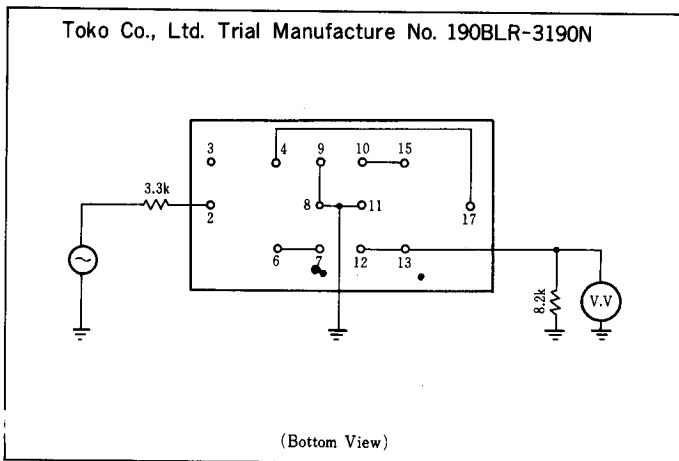 Toko Co., Ltd. Trial Manufacture No. 190BLR-3190N
3 4 9 10 15
3.3k
2 8 11 17
6 7 12 13
8.2k
V.V
(Bottom View)